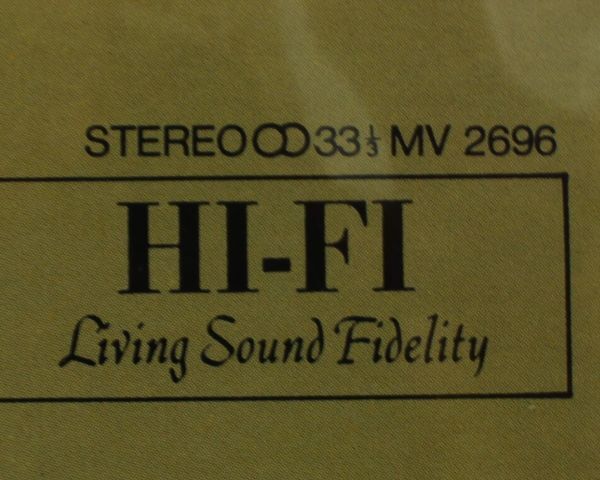 STEREO 33⅓ MV 2696
HI-FI
Living Sound Fidelity